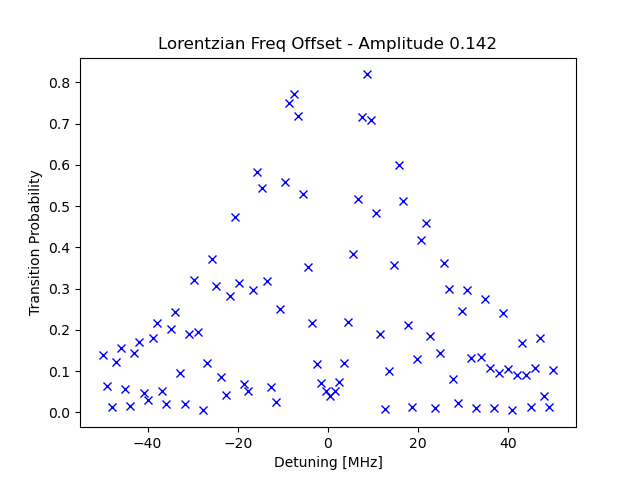 Lorentzian Freq Offset - Amplitude 0.142
0.8
0.7
0.6
0.5
0.4
0.3
0.2
0.1
0.0
Transition Probability
−40 −20 0 20 40
Detuning [MHz]